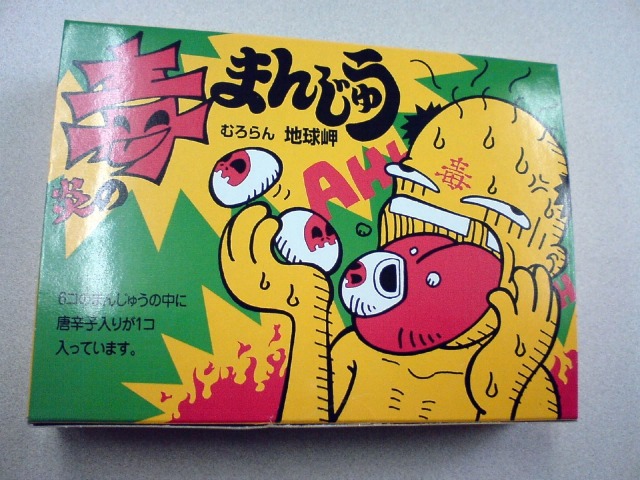 毒まんじゅう
炎の
むろらん 地球岬
AHH
毒
6コのまんじゅうの中に
唐辛子入りが1コ
入っています。